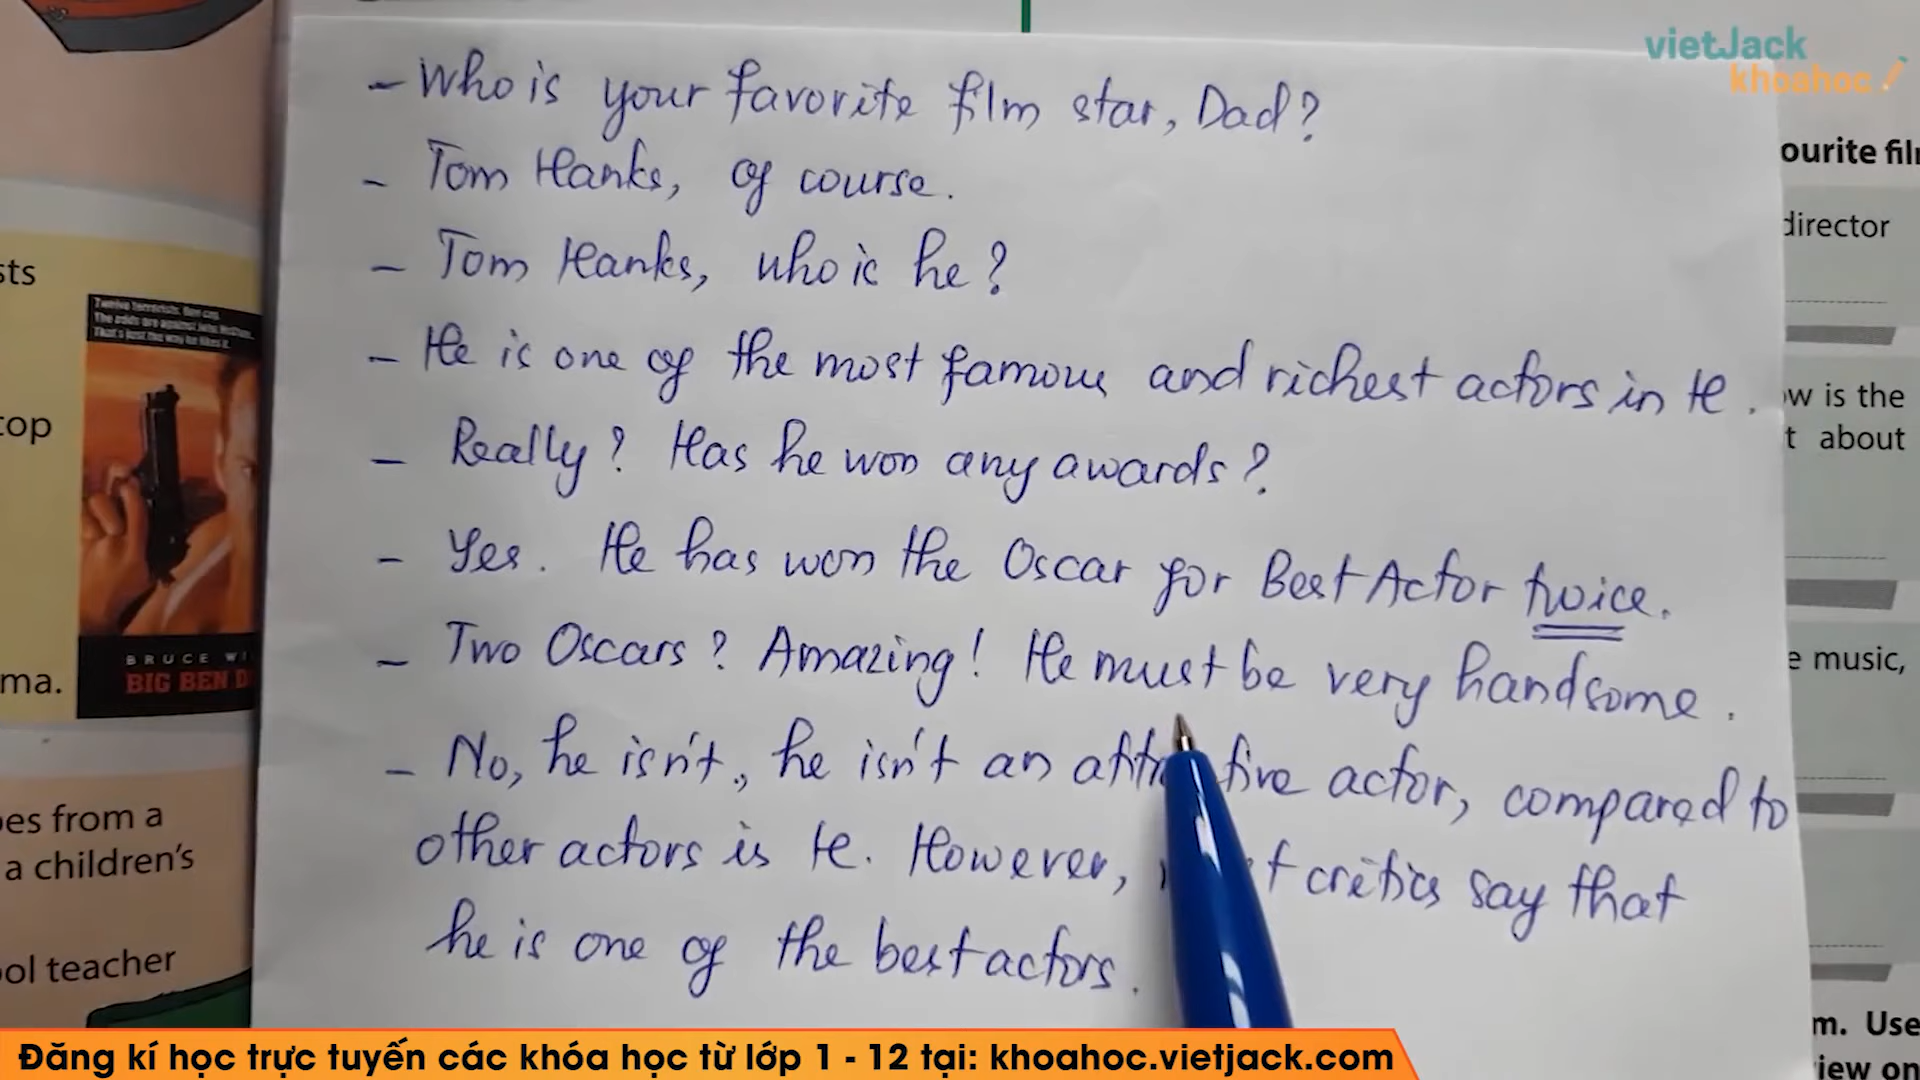 vietJack
khoahoc
- Who is your favorite film star, Dad?
- Tom Hanks, of course.
- Tom Hanks, who is he?
- He is one of the most famous and richest actors in H.
- Really? Has he won any awards?
- Yes. He has won the Oscar for Best Actor twice.
- Two Oscars? Amazing! He must be very handsome.
- No, he isn't, he isn't an actor, compared to
other actors is H. However, critics say that
he is one of the best actors.
sts
top
BRUCE
BIG BEN
ma.
es from a
a children's
ol teacher
ourite
director
ow is the
t about
e music,
m. Use
iew on
Đăng kí học trực tuyến các khóa học từ lớp 1 - 12 tại: khoahoc.vietjack.com